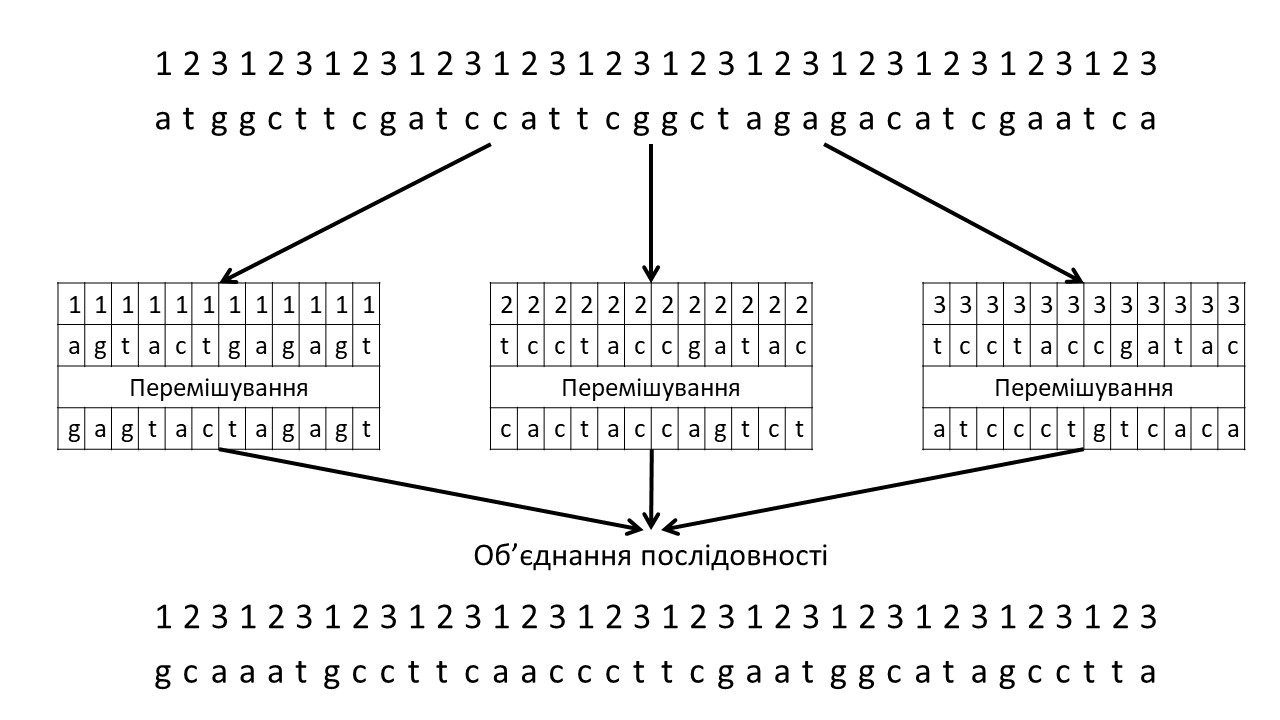 1 2 3 1 2 3 1 2 3 1 2 3 1 2 3 1 2 3 1 2 3 1 2 3 1 2 3 1 2 3 1 2 3 1 2 3
a t g g c t t c g a t c c a t t c g g c t a g a g a c a t c g a a t c a
1 1 1 1 1 1 1 1 1 1 1 1
a g t a c t g a g a g t
Перемішування
g a g t a c t a g a g t
2 2 2 2 2 2 2 2 2 2 2 2
t c c t a c c g a t a c
Перемішування
c a c t a c c a g t c t
3 3 3 3 3 3 3 3 3 3 3 3
t c c t a c c g a t a c
Перемішування
a t c c c t g t c a c a
Об’єднання послідовності
1 2 3 1 2 3 1 2 3 1 2 3 1 2 3 1 2 3 1 2 3 1 2 3 1 2 3 1 2 3 1 2 3 1 2 3
g c a a a t g c c t t c a a c c c t t c g a a t g g c a t a g c c t t a